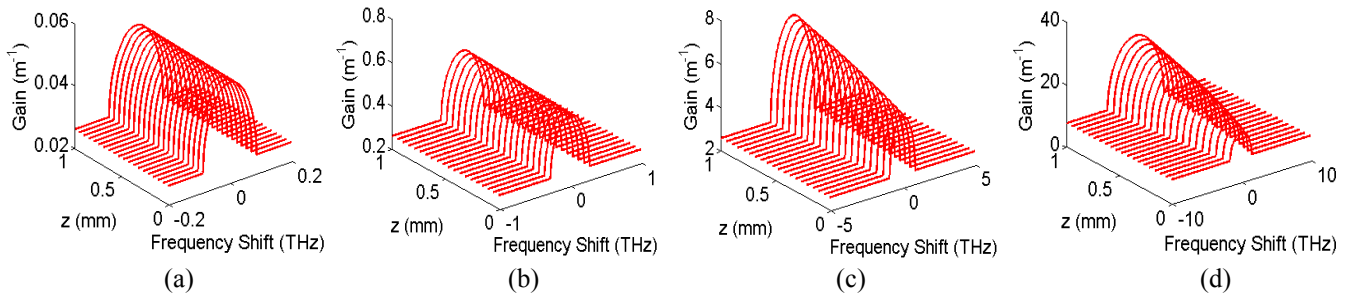 0.06
0.04
0.02
Gain (m⁻¹)
1
0.5
0
z (mm)
-0.2
0
0.2
Frequency Shift (THz)
(a)
0.8
0.6
0.4
0.2
Gain (m⁻¹)
1
0.5
0
z (mm)
-1
0
1
Frequency Shift (THz)
(b)
8
6
4
2
Gain (m⁻¹)
1
0.5
0
z (mm)
-5
0
5
Frequency Shift (THz)
(c)
40
20
0
Gain (m⁻¹)
1
0.5
0
z (mm)
-10
0
10
Frequency Shift (THz)
(d)